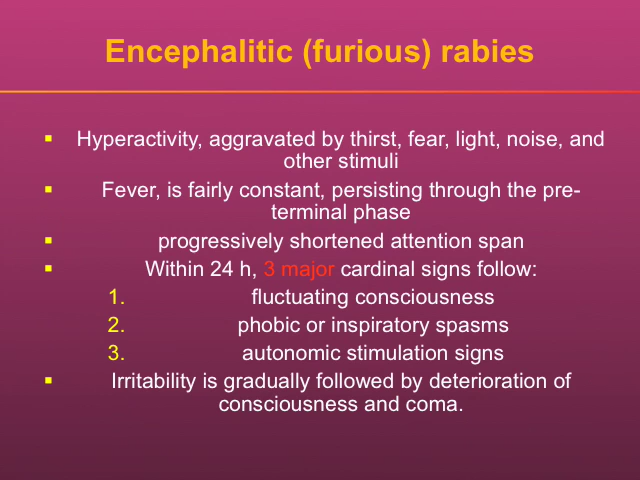 Encephalitic (furious) rabies
▪ Hyperactivity, aggravated by thirst, fear, light, noise, and
other stimuli
▪ Fever, is fairly constant, persisting through the pre-
terminal phase
▪ progressively shortened attention span
▪ Within 24 h, 3 major cardinal signs follow:
1. fluctuating consciousness
2. phobic or inspiratory spasms
3. autonomic stimulation signs
▪ Irritability is gradually followed by deterioration of
consciousness and coma.